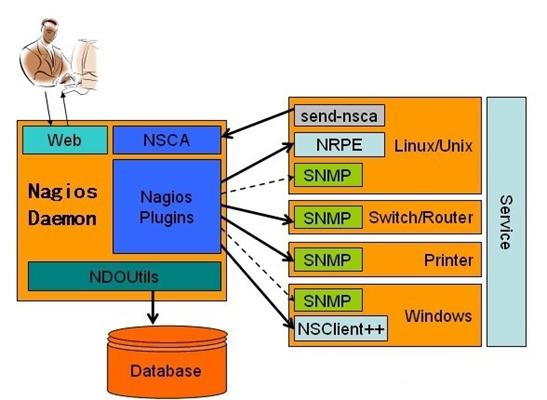 Web
NSCA
Nagios
Daemon
Nagios
Plugins
NDOUtils
Database
send-nsca
NRPE
Linux/Unix
SNMP
SNMP
Switch/Router
SNMP
Printer
SNMP
Windows
NSClient++
Service